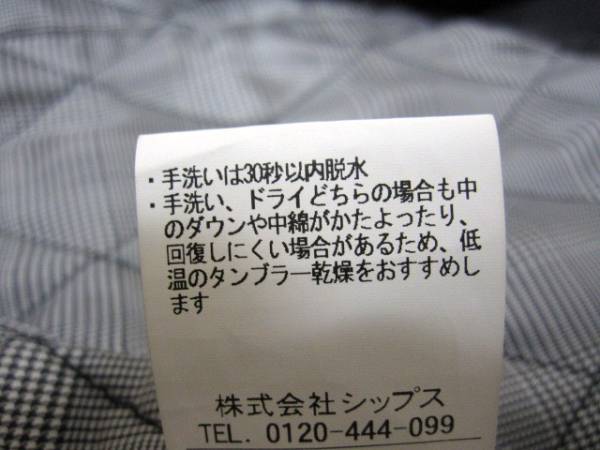 ・手洗いは30秒以内脱水
・手洗い、ドライどちらの場合も中
のダウンや中綿がかたよったり、
回復しにくい場合があるため、低
温のタンブラー乾燥をおすすめし
ます
株式会社シップス
TEL. 0120-444-099